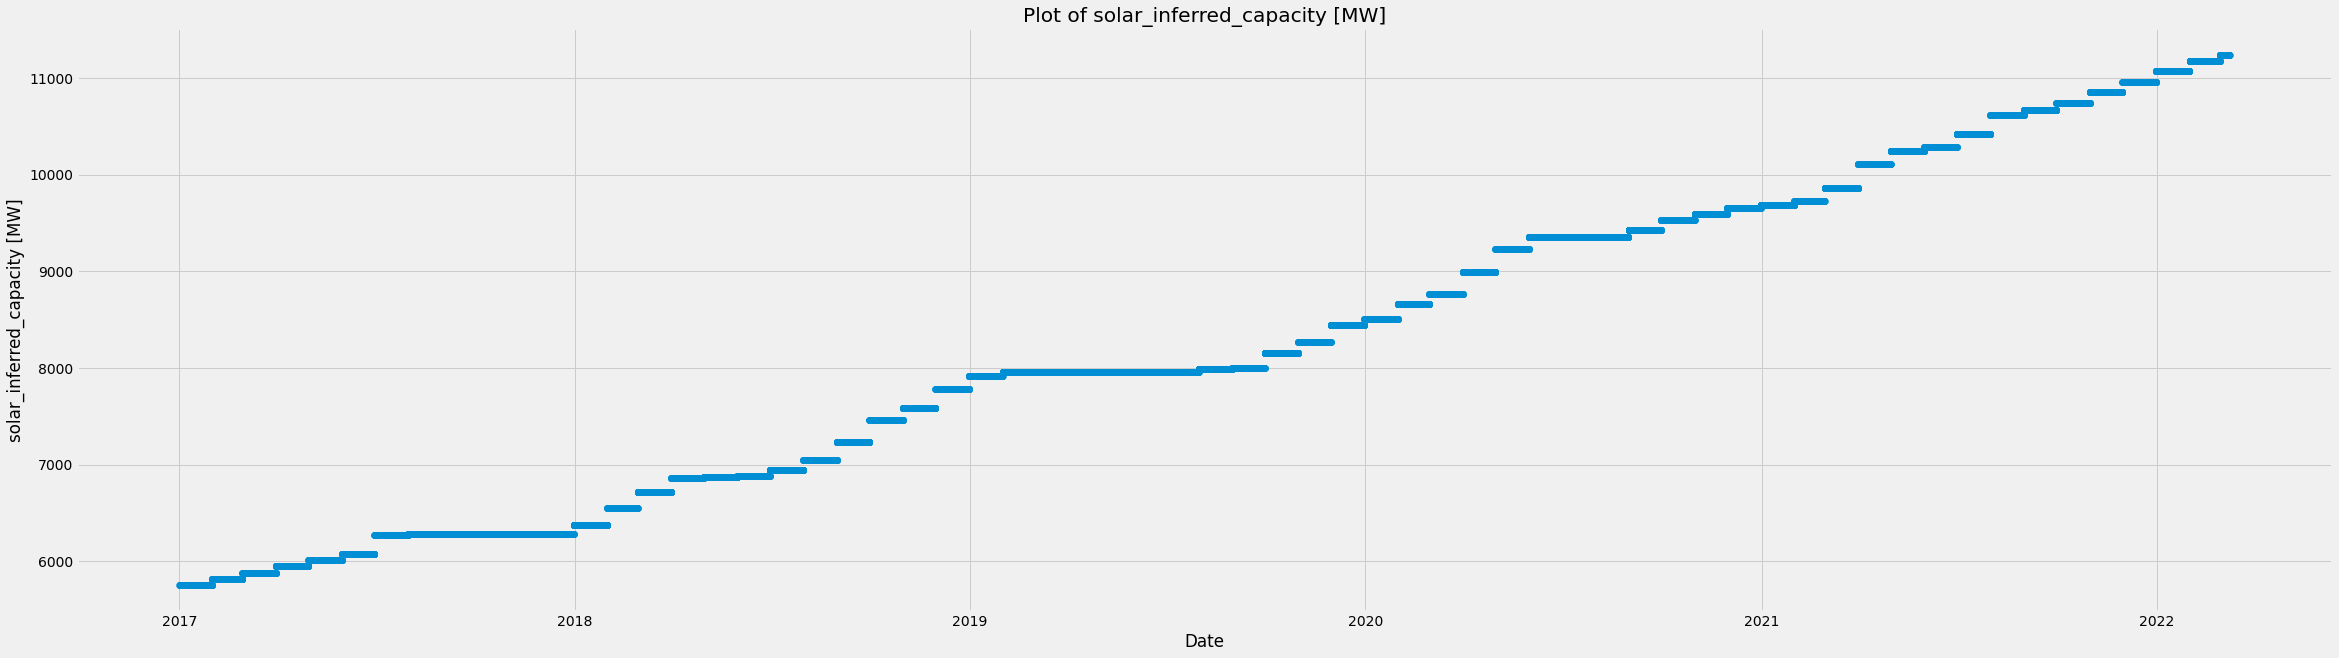 Plot of solar_inferred_capacity [MW]
solar_inferred_capacity [MW]
11000
10000
9000
8000
7000
6000
2017 2018 2019 2020 2021 2022
Date